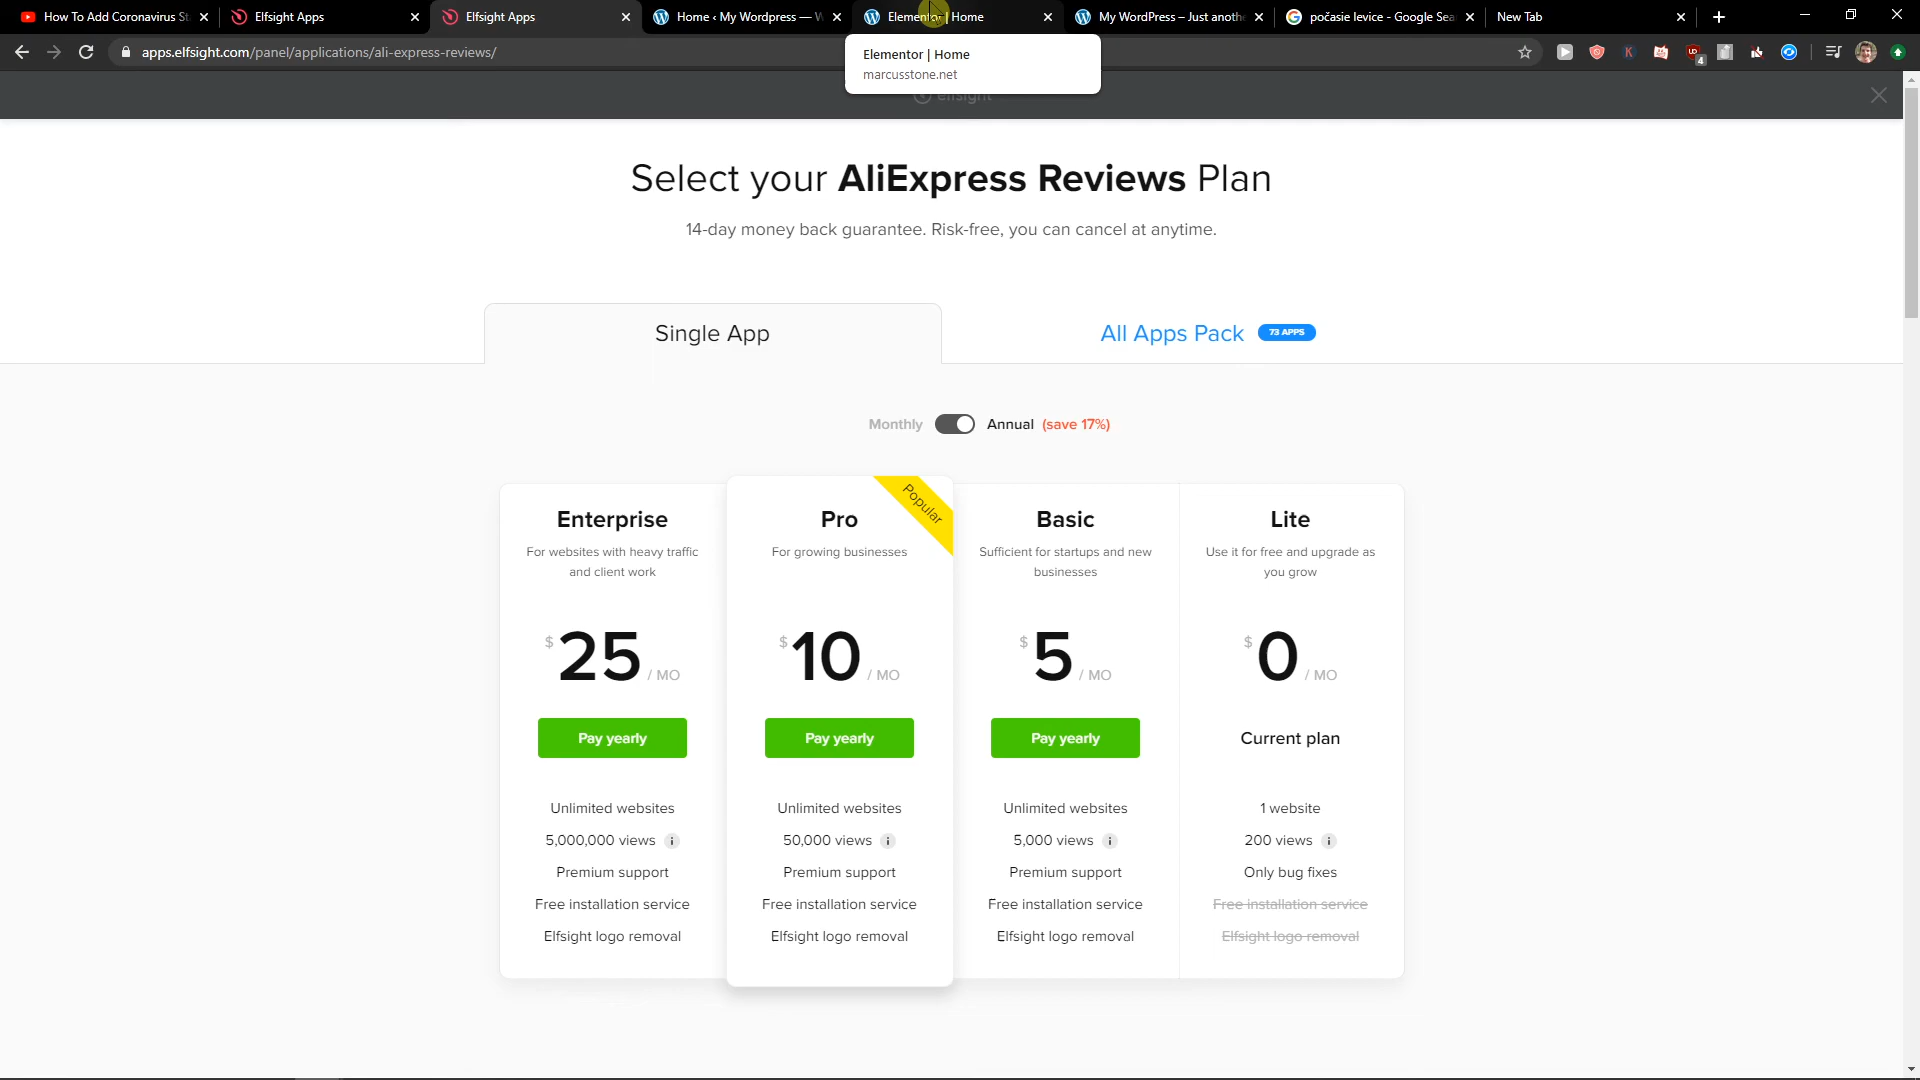 How To Add Coronavirus St
Elfsight Apps
Elfsight Apps
Home ‹ My Wordpress — W
Elementor | Home
My WordPress – Just anoth
počasie levice - Google Sea
New Tab
apps.elfsight.com/panel/applications/ali-express-reviews/
4
Elementor | Home
marcusstone.net
elfsight
Select your AliExpress Reviews Plan
14-day money back guarantee. Risk-free, you can cancel at anytime.
Single App
All Apps Pack 73 APPS
Monthly Annual (save 17%)
Popular
Enterprise
For websites with heavy traffic
and client work
$25 / MO
Pay yearly
Unlimited websites
5,000,000 views i
Premium support
Free installation service
Elfsight logo removal
Pro
For growing businesses
$10 / MO
Pay yearly
Unlimited websites
50,000 views i
Premium support
Free installation service
Elfsight logo removal
Basic
Sufficient for startups and new
businesses
$5 / MO
Pay yearly
Unlimited websites
5,000 views i
Premium support
Free installation service
Elfsight logo removal
Lite
Use it for free and upgrade as
you grow
$0 / MO
Current plan
1 website
200 views i
Only bug fixes
Free installation service
Elfsight logo removal